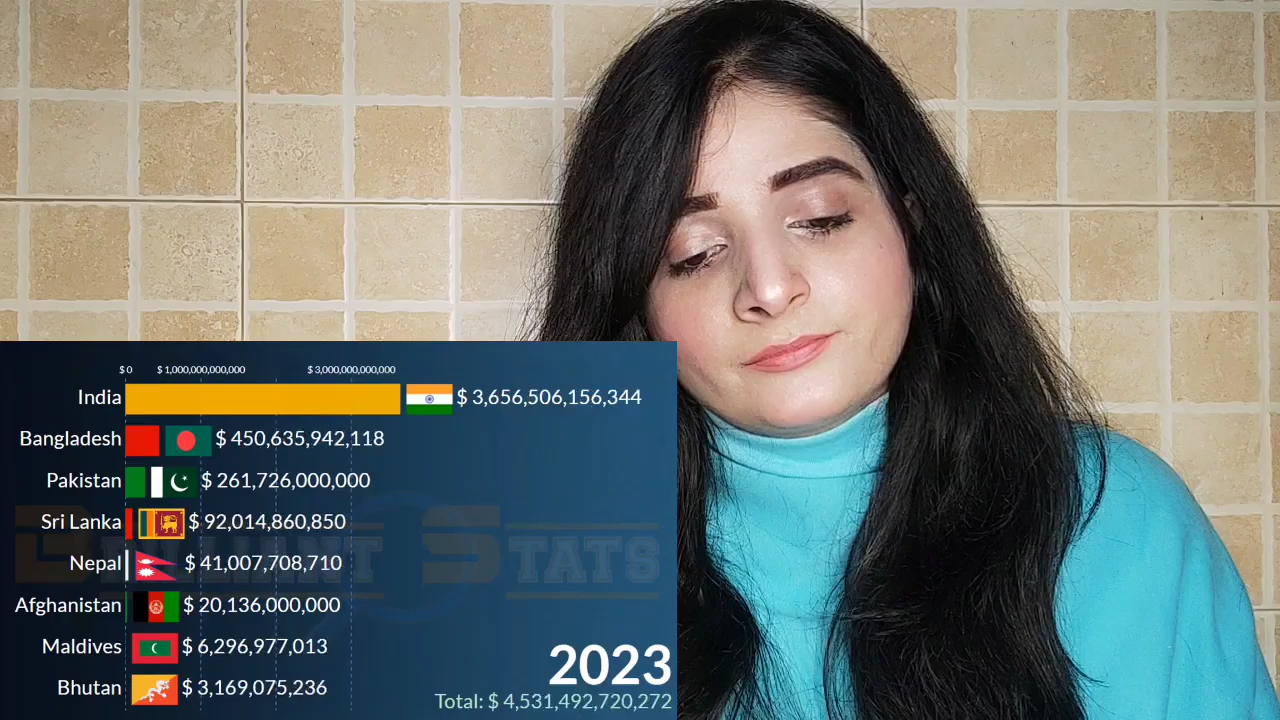 $ 0 $ 1,000,000,000,000 $ 3,000,000,000,000
India $ 3,656,506,156,344
Bangladesh $ 450,635,942,118
Pakistan $ 261,726,000,000
Sri Lanka $ 92,014,860,850
BRILLIANT STATS
Nepal $ 41,007,708,710
Afghanistan $ 20,136,000,000
Maldives $ 6,296,977,013
Bhutan $ 3,169,075,236
2023
Total: $ 4,531,492,720,272